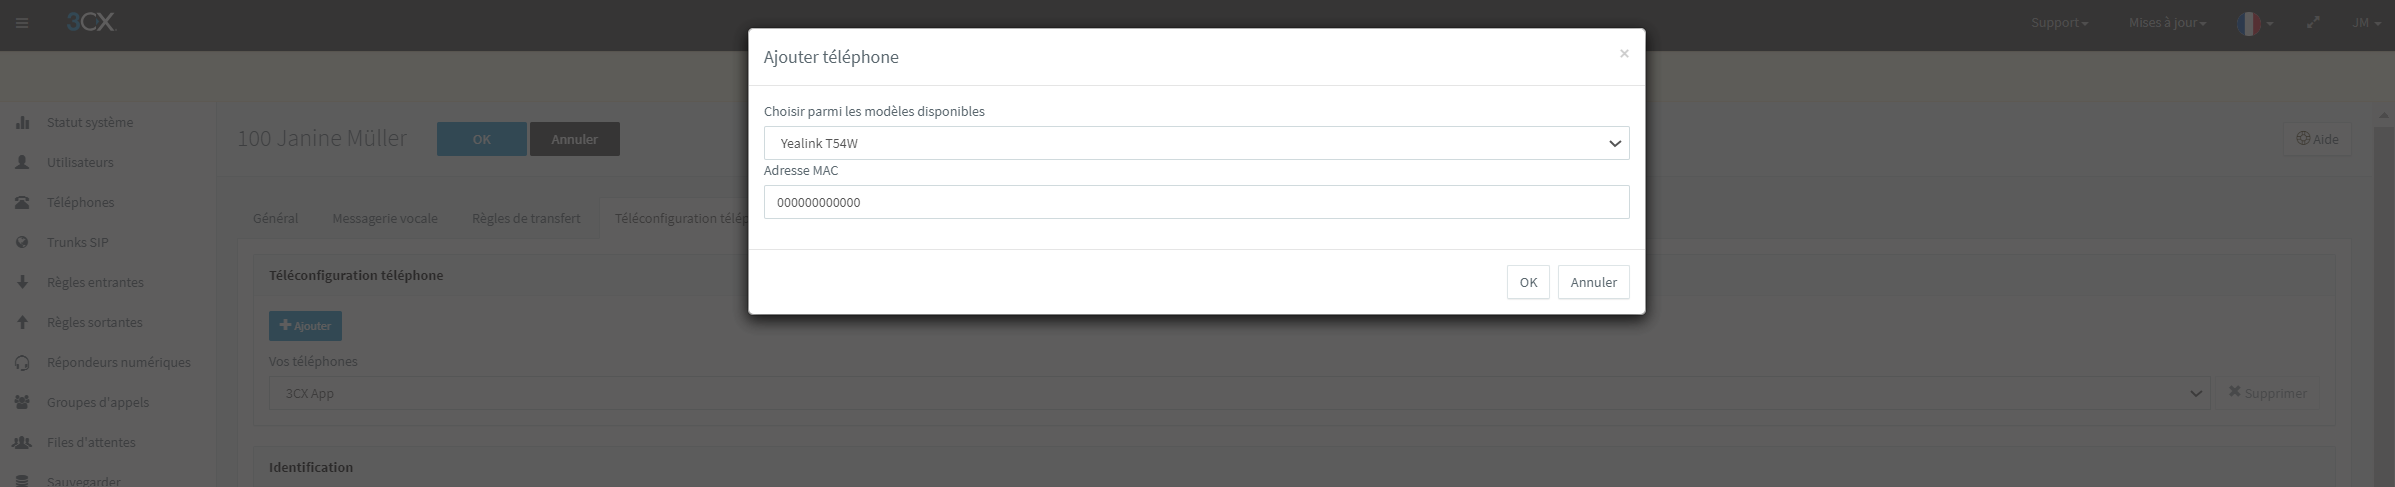 3CX
Support
Mises à jour
JM
Ajouter téléphone
×
Choisir parmi les modèles disponibles
Yealink T54W
Adresse MAC
000000000000
OK
Annuler
Statut système
Utilisateurs
Téléphones
Trunks SIP
Règles entrantes
Règles sortantes
Répondeurs numériques
Groupes d'appels
Files d'attentes
Sauvegarder
100 Janine Müller
OK
Annuler
Aide
Général
Messagerie vocale
Règles de transfert
Téléconfiguration télép
Téléconfiguration téléphone
Ajouter
Vos téléphones
3CX App
Supprimer
Identification